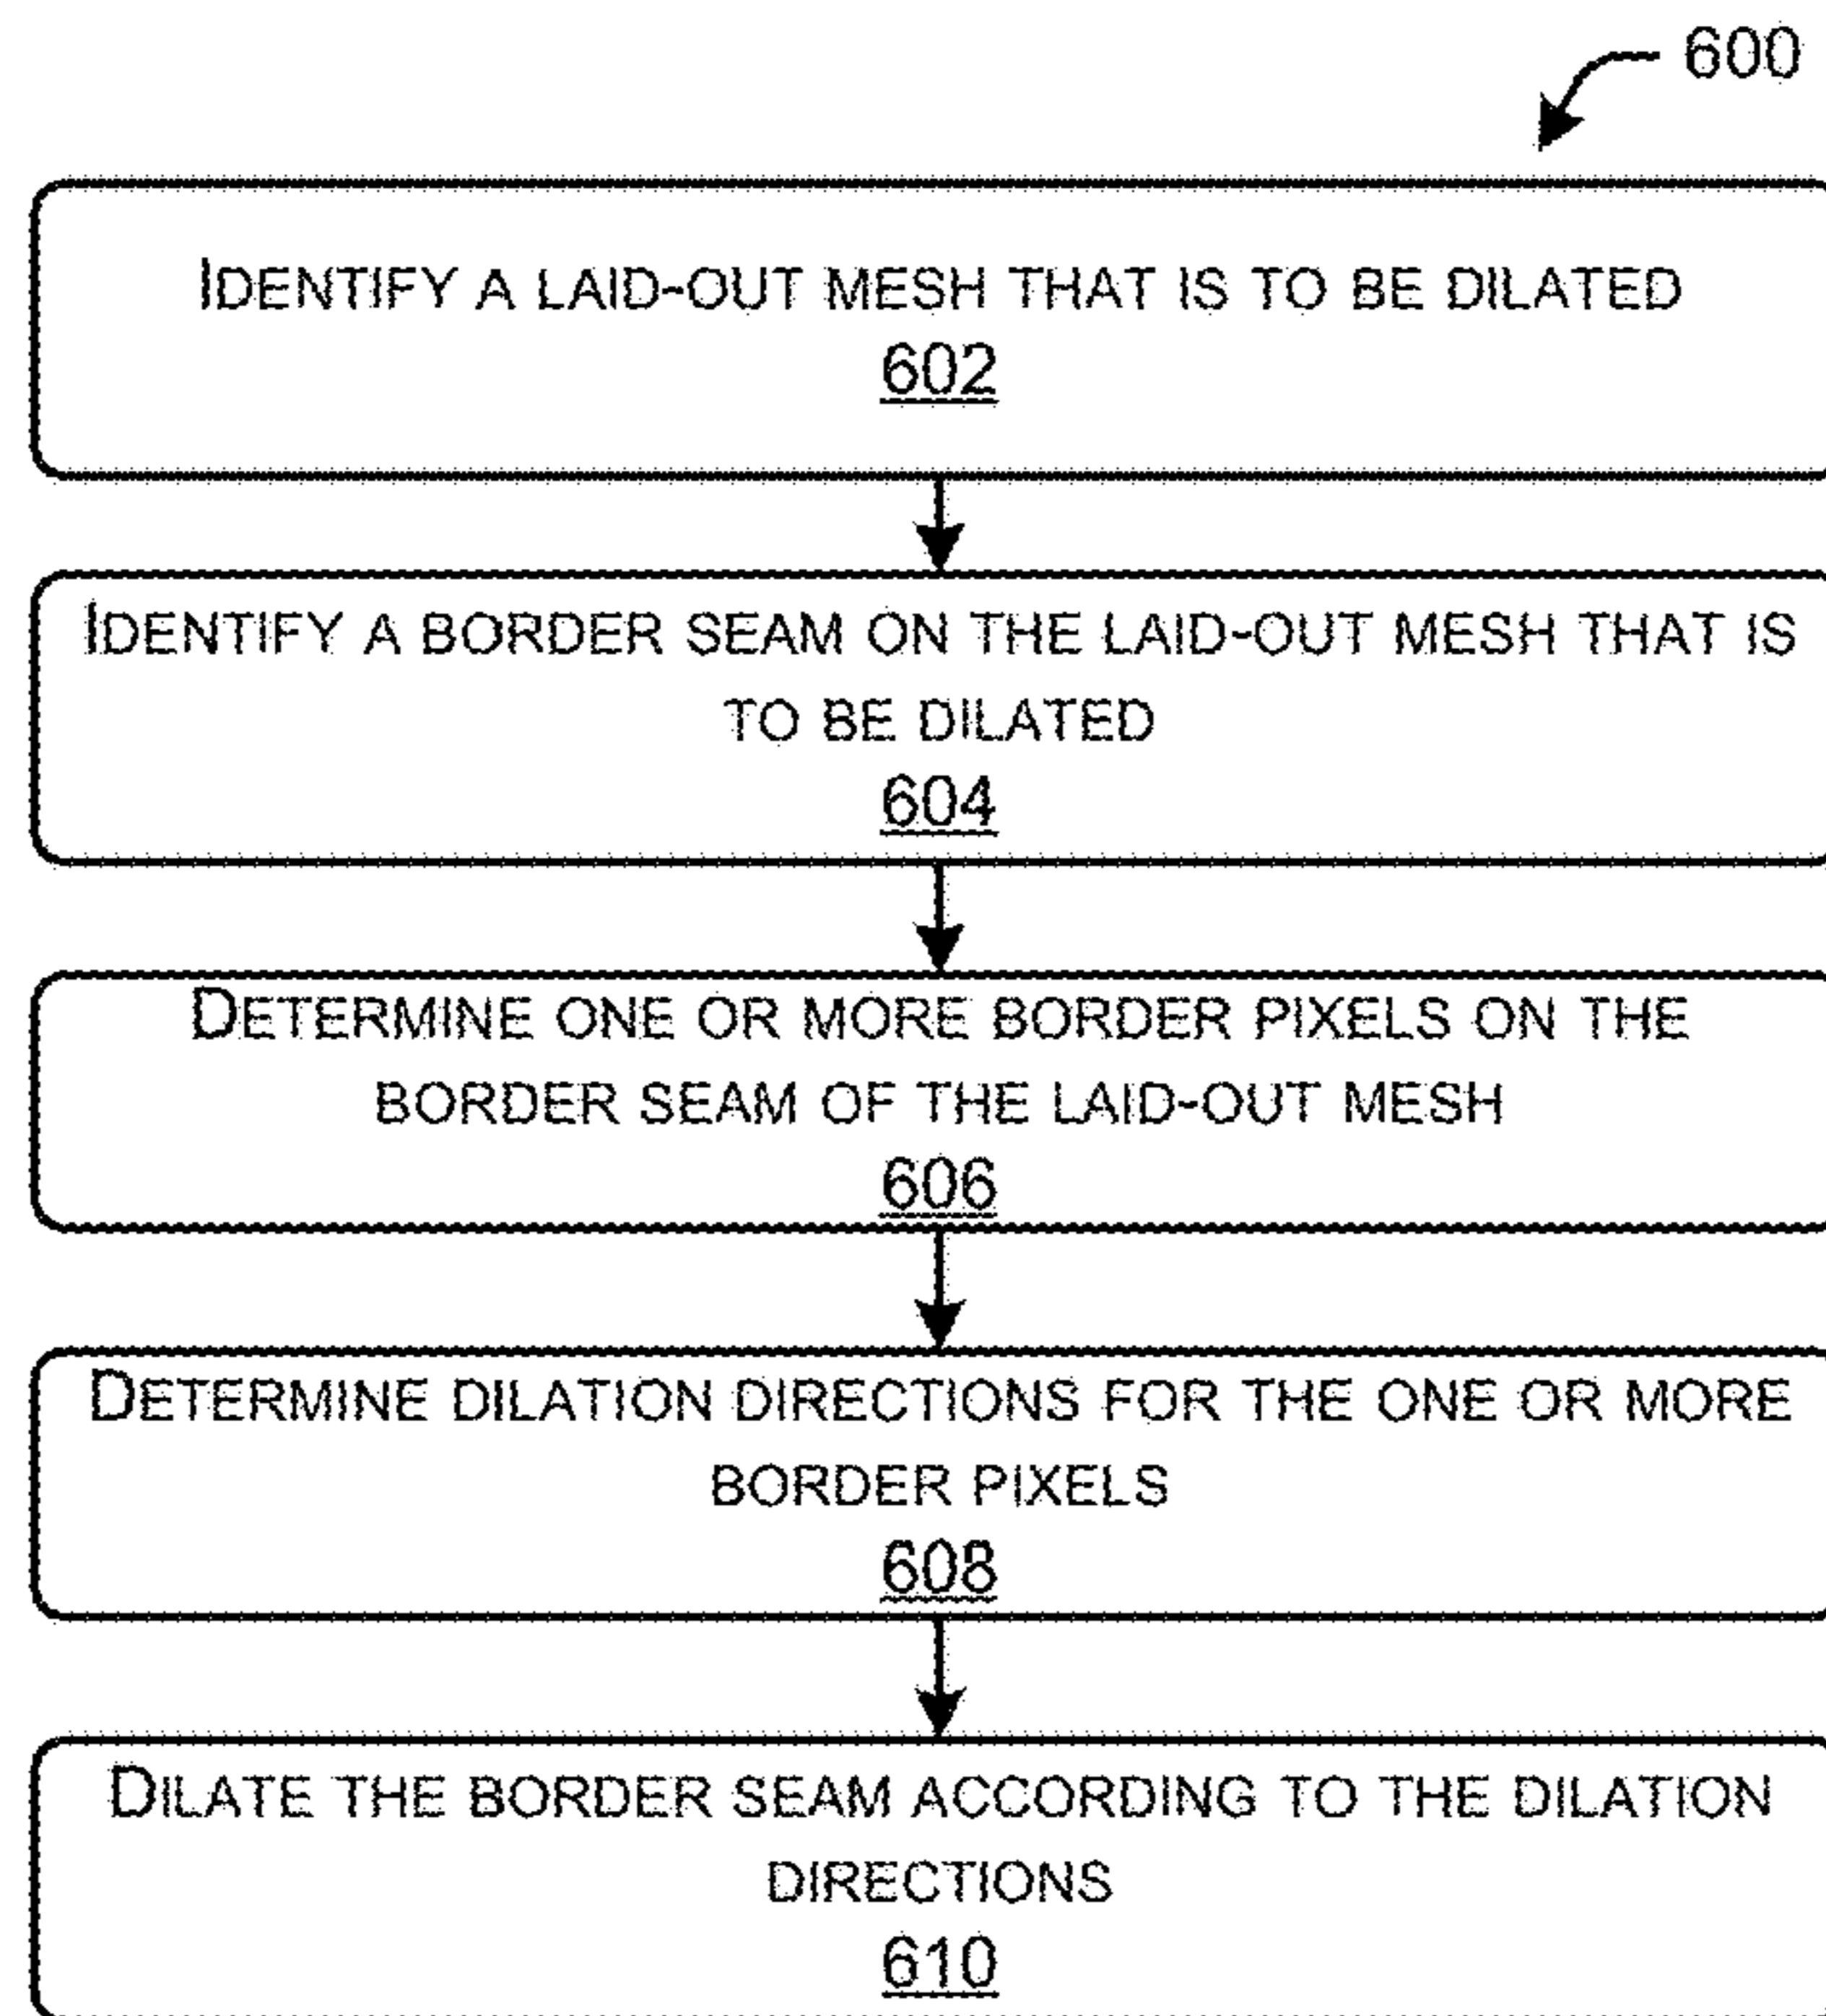 600
IDENTIFY A LAID-OUT MESH THAT IS TO BE DILATED
602
IDENTIFY A BORDER SEAM ON THE LAID-OUT MESH THAT IS
TO BE DILATED
604
DETERMINE ONE OR MORE BORDER PIXELS ON THE
BORDER SEAM OF THE LAID-OUT MESH
606
DETERMINE DILATION DIRECTIONS FOR THE ONE OR MORE
BORDER PIXELS
608
DILATE THE BORDER SEAM ACCORDING TO THE DILATION
DIRECTIONS
610